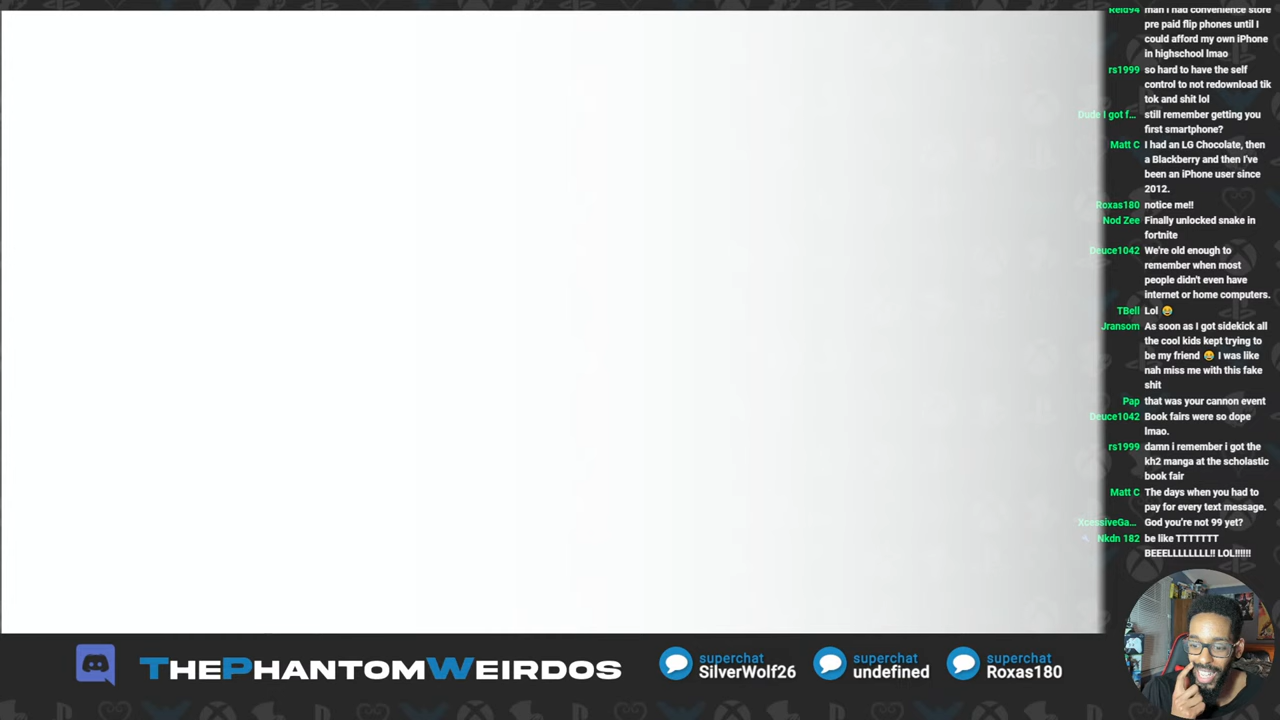 Reid94 man I had convenience store
pre paid flip phones until I
could afford my own iPhone
in highschool lmao
rs1999 so hard to have the self
control to not redownload tik
tok and shit lol
Dude I got f... still remember getting you
first smartphone?
Matt C I had an LG Chocolate, then
a Blackberry and then I've
been an iPhone user since
2012.
Roxas180 notice me!!
Nod Zee Finally unlocked snake in
fortnite
Deuce1042 We're old enough to
remember when most
people didn't even have
internet or home computers.
TBell Lol 😂
Jransom As soon as I got sidekick all
the cool kids kept trying to
be my friend 😂 I was like
nah miss me with this fake
shit
Pap that was your cannon event
Deuce1042 Book fairs were so dope
lmao.
rs1999 damn i remember i got the
kh2 manga at the scholastic
book fair
Matt C The days when you had to
pay for every text message.
XcessiveGa... God you're not 99 yet?
Nkdn 182 be like TTTTTTT
BEEELLLLLLLL!! LOL!!!!!!
THEPHANTOMWEIRDOS
superchat
SilverWolf26
superchat
undefined
superchat
Roxas180